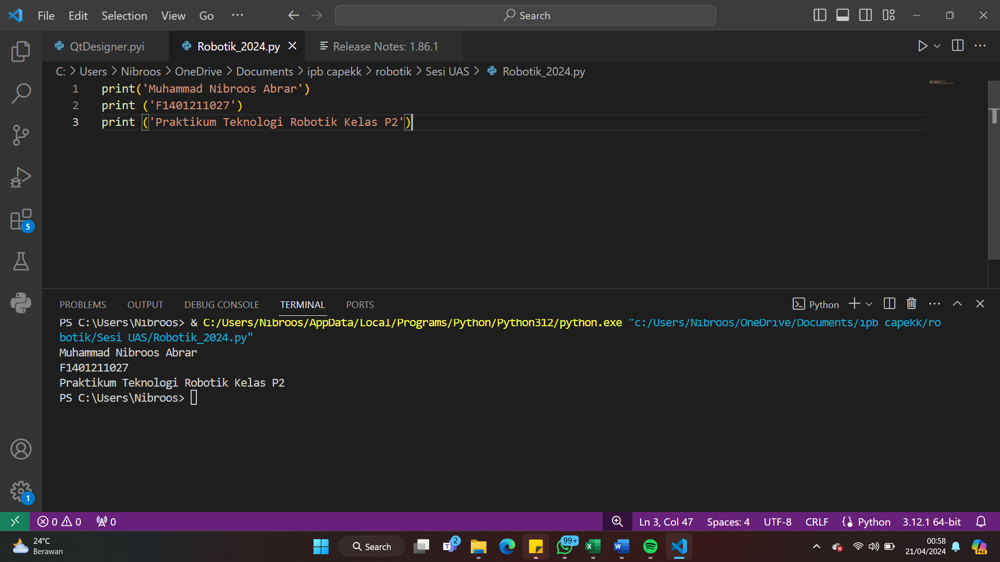 File Edit Selection View Go ··· Search
QtDesigner.pyi Robotik_2024.py Release Notes: 1.86.1
C: > Users > Nibroos > OneDrive > Documents > ipb capekk > robotik > Sesi UAS > Robotik_2024.py
1 print('Muhammad Nibroos Abrar')
2 print ('F1401211027')
3 print ('Praktikum Teknologi Robotik Kelas P2')
5
PROBLEMS OUTPUT DEBUG CONSOLE TERMINAL PORTS Python
PS C:\Users\Nibroos> & C:/Users/Nibroos/AppData/Local/Programs/Python/Python312/python.exe "c:/Users/Nibroos/OneDrive/Documents/ipb capekk/ro
botik/Sesi UAS/Robotik_2024.py"
Muhammad Nibroos Abrar
F1401211027
Praktikum Teknologi Robotik Kelas P2
PS C:\Users\Nibroos>
1
0 0 0 Ln 3, Col 47 Spaces: 4 UTF-8 CRLF Python 3.12.1 64-bit
24°C
Berawan
Search
2
99+
00:58
21/04/2024
PRE